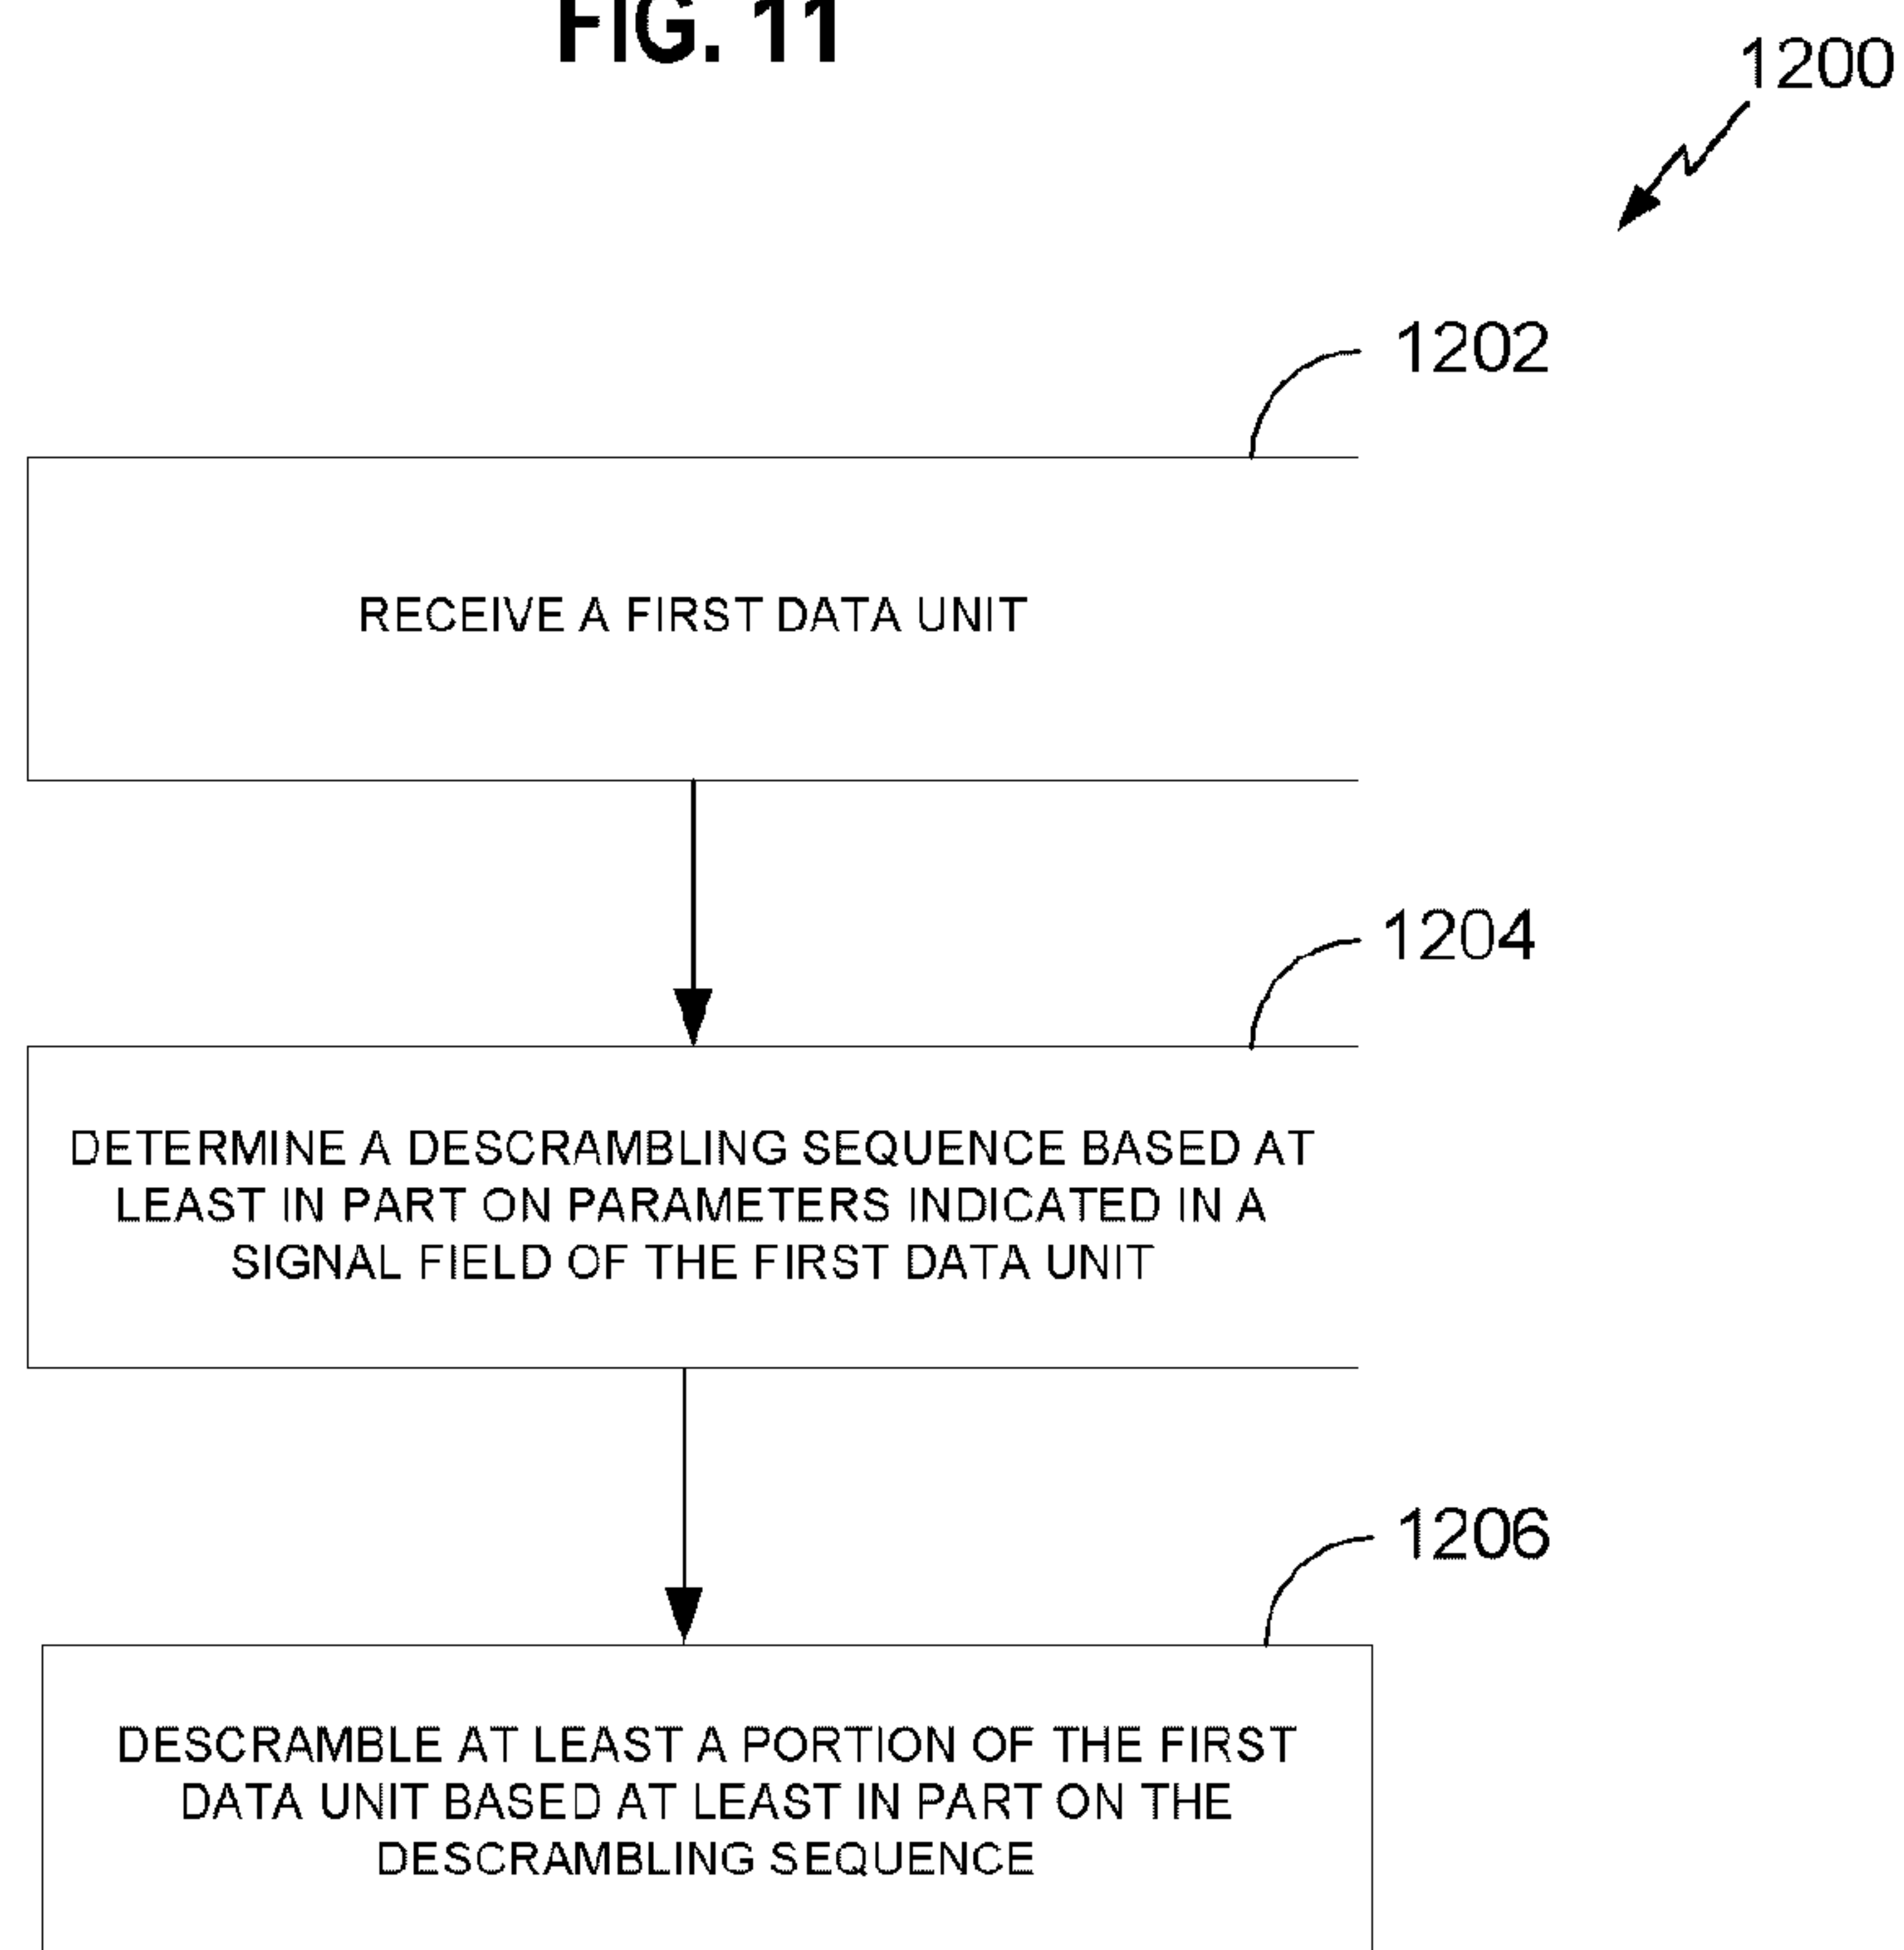 FIG. 11
1200
1202
RECEIVE A FIRST DATA UNIT
1204
DETERMINE A DESCRAMBLING SEQUENCE BASED AT
LEAST IN PART ON PARAMETERS INDICATED IN A
SIGNAL FIELD OF THE FIRST DATA UNIT
1206
DESCRAMBLE AT LEAST A PORTION OF THE FIRST
DATA UNIT BASED AT LEAST IN PART ON THE
DESCRAMBLING SEQUENCE